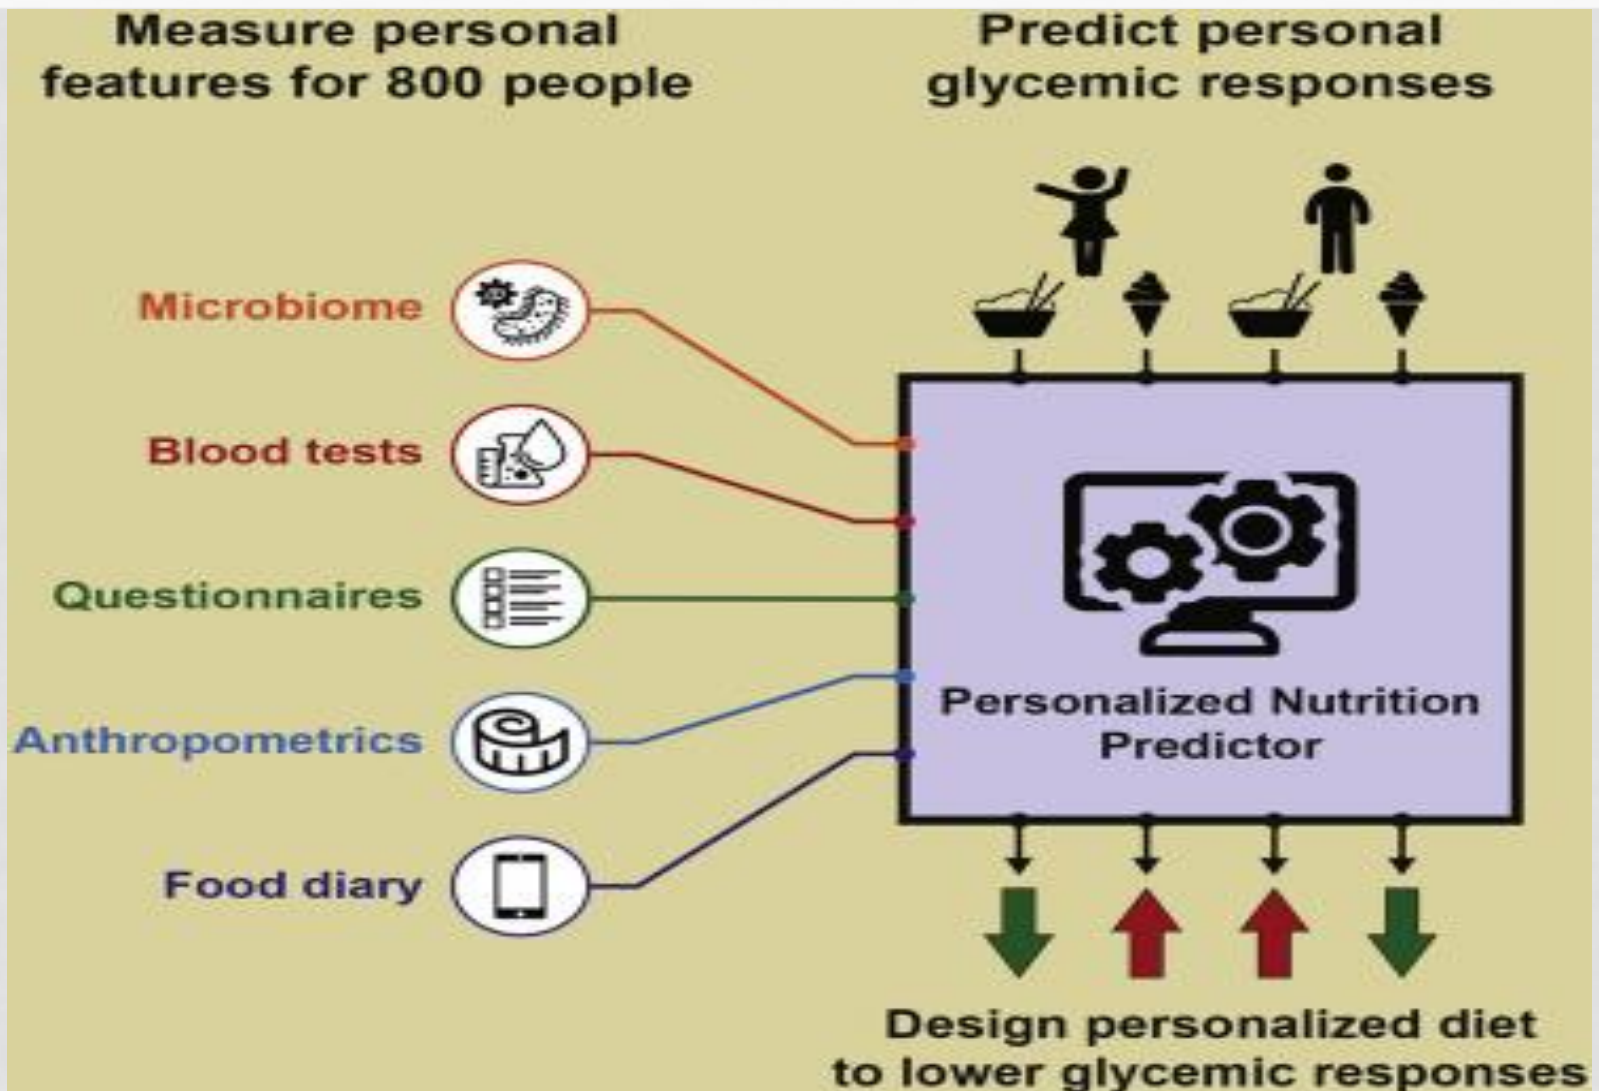 Measure personal
features for 800 people
Predict personal
glycemic responses
Microbiome
Blood tests
Questionnaires
Anthropometrics
Food diary
Personalized Nutrition
Predictor
Design personalized diet
to lower glycemic responses